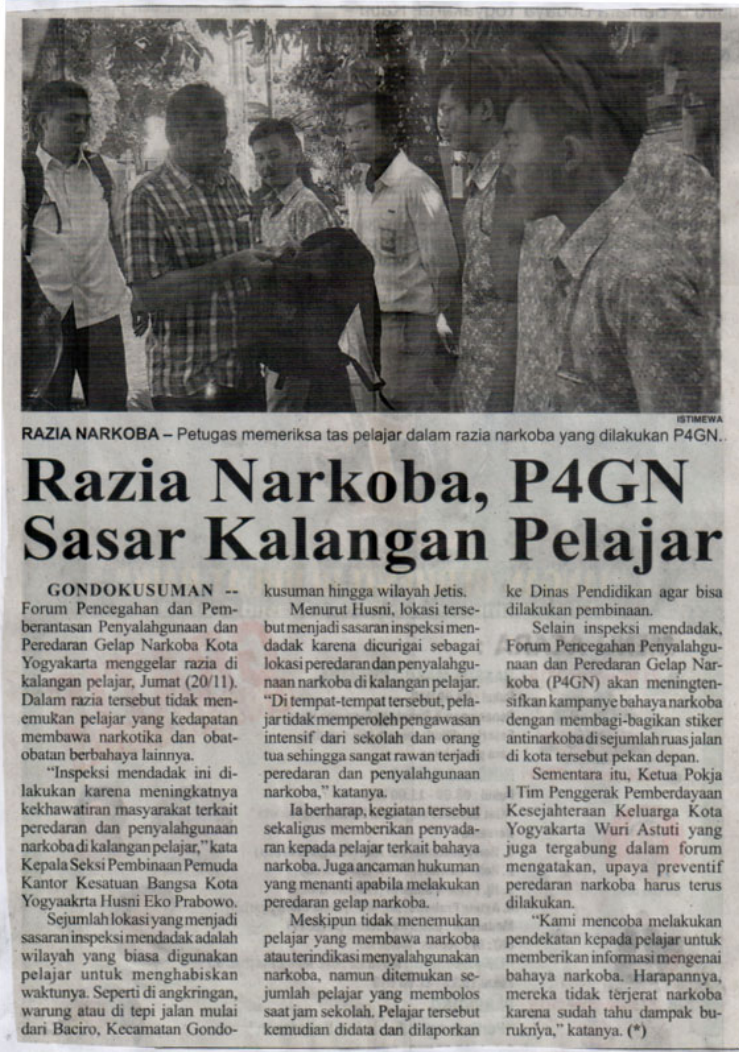 ISTIMEWA
RAZIA NARKOBA – Petugas memeriksa tas pelajar dalam razia narkoba yang dilakukan P4GN..
Razia Narkoba, P4GN
Sasar Kalangan Pelajar
GONDOKUSUMAN --
Forum Pencegahan dan Pem-
berantasan Penyalahgunaan dan
Peredaran Gelap Narkoba Kota
Yogyakarta menggelar razia di
kalangan pelajar, Jumat (20/11).
Dalam razia tersebut tidak men-
emukan pelajar yang kedapatan
membawa narkotika dan obat-
obatan berbahaya lainnya.
“Inspeksi mendadak ini di-
lakukan karena meningkatnya
kekhawatiran masyarakat terkait
peredaran dan penyalahgunaan
narkoba di kalangan pelajar,” kata
Kepala Seksi Pembinaan Pemuda
Kantor Kesatuan Bangsa Kota
Yogyaakrta Husni Eko Prabowo.
Sejumlah lokasi yang menjadi
sasaran inspeksi mendadak adalah
wilayah yang biasa digunakan
pelajar untuk menghabiskan
waktunya. Seperti di angkringan,
warung atau di tepi jalan mulai
dari Baciro, Kecamatan Gondo-
kusuman hingga wilayah Jetis.
Menurut Husni, lokasi terse-
but menjadi sasaran inspeksi men-
dadak karena dicurigai sebagai
lokasi peredaran dan penyalahgu-
naan narkoba di kalangan pelajar.
“Di tempat-tempat tersebut, pela-
jar tidak memperoleh pengawasan
intensif dari sekolah dan orang
tua sehingga sangat rawan terjadi
peredaran dan penyalahgunaan
narkoba,” katanya.
Ia berharap, kegiatan tersebut
sekaligus memberikan penyada-
ran kepada pelajar terkait bahaya
narkoba. Juga ancaman hukuman
yang menanti apabila melakukan
peredaran gelap narkoba.
Meskipun tidak menemukan
pelajar yang membawa narkoba
atau terindikasi menyalahgunakan
narkoba, namun ditemukan se-
jumlah pelajar yang membolos
saat jam sekolah. Pelajar tersebut
kemudian didata dan dilaporkan
ke Dinas Pendidikan agar bisa
dilakukan pembinaan.
Selain inspeksi mendadak,
Forum Pencegahan Penyalahgu-
naan dan Peredaran Gelap Nar-
koba (P4GN) akan meningten-
sifkan kampanye bahaya narkoba
dengan membagi-bagikan stiker
antinarkoba di sejumlah ruas jalan
di kota tersebut pekan depan.
Sementara itu, Ketua Pokja
I Tim Penggerak Pemberdayaan
Kesejahteraan Keluarga Kota
Yogyakarta Wuri Astuti yang
juga tergabung dalam forum
mengatakan, upaya preventif
peredaran narkoba harus terus
dilakukan.
“Kami mencoba melakukan
pendekatan kepada pelajar untuk
memberikan informasi mengenai
bahaya narkoba. Harapannya,
mereka tidak terjerat narkoba
karena sudah tahu dampak bu-
ruknya,” katanya. (*)